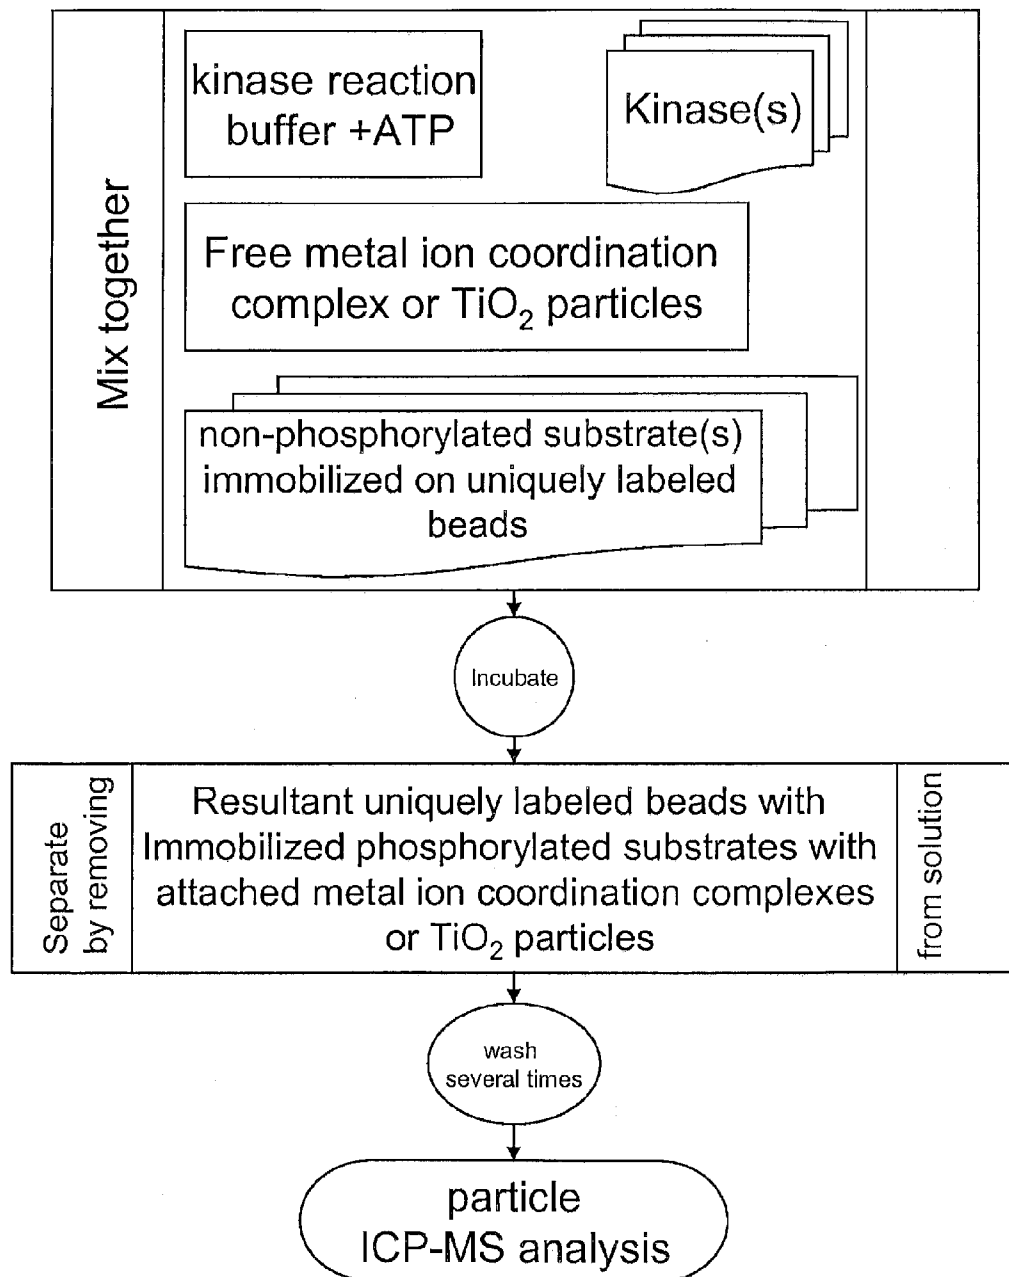 Mix together
kinase reaction
buffer +ATP
Kinase(s)
Free metal ion coordination
complex or TiO₂ particles
non-phosphorylated substrate(s)
immobilized on uniquely labeled
beads
Incubate
Separate
by removing
Resultant uniquely labeled beads with
Immobilized phosphorylated substrates with
attached metal ion coordination complexes
or TiO₂ particles
from solution
wash
several times
particle
ICP-MS analysis